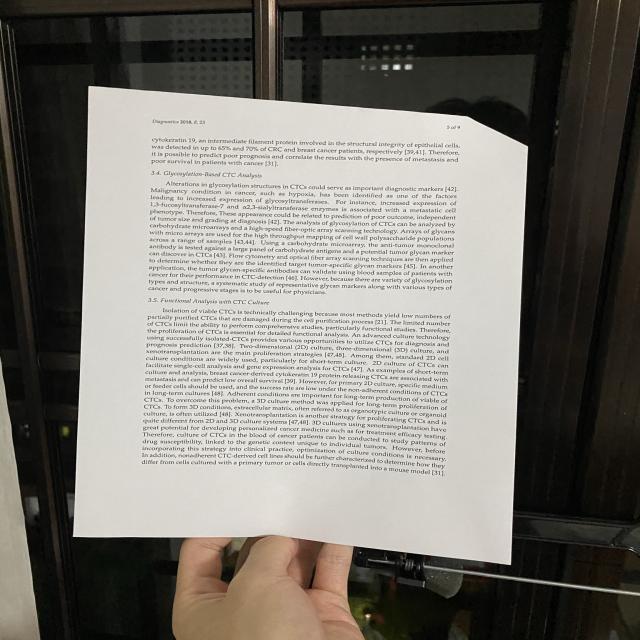 Diagnostics 2018, 8, 23
5 of 9
cytokeratin 19, an intermediate filament protein involved in the structural integrity of epithelial cells,
was detected in up to 65% and 70% of CRC and breast cancer patients, respectively [39,41]. Therefore,
it is possible to predict poor prognosis and correlate the results with the presence of metastasis and
poor survival in patients with cancer [31].
3.4. Glycosylation-Based CTC Analysis
Alterations in glycosylation structures in CTCs could serve as important diagnostic markers [42].
Malignancy condition in cancer, such as hypoxia, has been identified as one of the factors
leading to increased expression of glycosyltransferases. For instance, increased expression of
1,3-fucosyltransferase-7 and α2,3-sialyltransferase enzymes is associated with a metastatic cell
phenotype. Therefore, These appearance could be related to prediction of poor outcome, independent
of tumor size and grading at diagnosis [42]. The analysis of glycosylation of CTCs can be analyzed by
carbohydrate microarrays and a high-speed fiber-optic array scanning technology. Arrays of glycans
with micro arrays are used for the high throughput mapping of cell wall polysaccharide populations
across a range of samples [43,44]. Using a carbohydrate microarray, the anti-tumor monoclonal
antibody is tested against a large panel of carbohydrate antigens and a potential tumor glycan marker
can discover in CTCs [43]. Flow cytometry and optical fiber array scanning techniques are then applied
to determine whether they are the identified target tumor-specific glycan markers [45]. In another
application, the tumor glycan-specific antibodies can validate using blood samples of patients with
cancer for their performance in CTC-detection [46]. However, because there are variety of glycosylation
types and structure, a systematic study of representative glycan markers along with various types of
cancer and progressive stages is to be useful for physicians.
3.5. Functional Analysis with CTC Culture
Isolation of viable CTCs is technically challenging because most methods yield low numbers of
partially purified CTCs that are damaged during the cell purification process [21]. The limited number
of CTCs limit the ability to perform comprehensive studies, particularly functional studies. Therefore,
the proliferation of CTCs is essential for detailed functional analysis. An advanced culture technology
using successfully isolated-CTCs provides various opportunities to utilize CTCs for diagnosis and
prognosis prediction [37,38]. Two-dimensional (2D) culture, three-dimensional (3D) culture, and
xenotransplantation are the main proliferation strategies [47,48]. Among them, standard 2D cell
culture conditions are widely used, particularly for short-term culture. 2D culture of CTCs can
facilitate single-cell analysis and gene expression analysis for CTCs [47]. As examples of short-term
culture and analysis, breast cancer-derived cytokeratin 19 protein-releasing CTCs are associated with
metastasis and can predict low overall survival [39]. However, for primary 2D culture, specific medium
or feeder cells should be used, and the success rate are low under the non-adherent conditions of CTCs
in long-term cultures [48]. Adherent conditions are important for long-term production of viable of
CTCs. To overcome this problem, a 3D culture method was applied for long-term proliferation of
CTCs. To form 3D conditions, extracellular matrix, often referred to as organotypic culture or organoid
culture, is often utilized [48]. Xenotransplantation is another strategy for proliferating CTCs and is
quite different from 2D and 3D culture systems [47,48]. 3D cultures using xenotransplantation have
great potential for developing personalized cancer medicine such as for treatment efficacy testing.
Therefore, culture of CTCs in the blood of cancer patients can be conducted to study patterns of
drug susceptibility, linked to the genetic context unique to individual tumors. However, before
incorporating this strategy into clinical practice, optimization of culture conditions is necessary.
In addition, nonadherent CTC-derived cell lines should be further characterized to determine how they
differ from cells cultured with a primary tumor or cells directly transplanted into a mouse model [31].